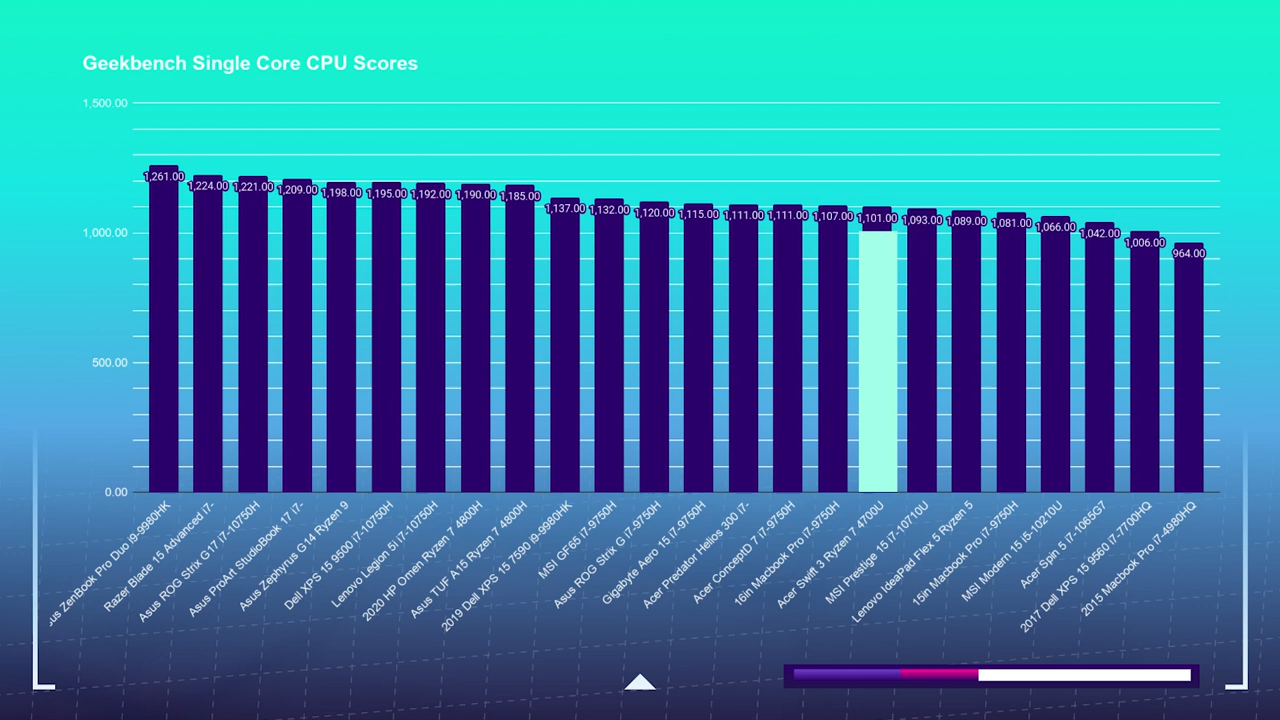 Geekbench Single Core CPU Scores
1,500.00
1,000.00
500.00
0.00
1,261.00
1,224.00
1,221.00
1,209.00
1,198.00
1,195.00
1,192.00
1,190.00
1,185.00
1,137.00
1,132.00
1,120.00
1,115.00
1,111.00
1,111.00
1,107.00
1,101.00
1,093.00
1,089.00
1,081.00
1,066.00
1,042.00
1,006.00
964.00
us ZenBook Pro Duo i9-9980HK
Razer Blade 15 Advanced i7-
Asus ROG Strix G17 i7-10750H
Asus ProArt StudioBook 17 i7-
Asus Zephyrus G14 Ryzen 9
Dell XPS 15 9500 i7-10750H
Lenovo Legion 5i i7-10750H
2020 HP Omen Ryzen 7 4800H
Asus TUF A15 Ryzen 7 4800H
2019 Dell XPS 15 7590 i9-9980HK
MSI GF65 i7-9750H
Asus ROG Strix G i7-9750H
Gigabyte Aero 15 i7-9750H
Acer Predator Helios 300 i7-
Acer ConceptD 7 i7-9750H
16in Macbook Pro i7-9750H
Acer Swift 3 Ryzen 7 4700U
MSI Prestige 15 i7-10710U
Lenovo IdeaPad Flex 5 Ryzen 5
15in Macbook Pro i7-9750H
MSI Modern 15 i5-10210U
Acer Spin 5 i7-1065G7
2017 Dell XPS 15 9560 i7-7700HQ
2015 Macbook Pro i7-4980HQ